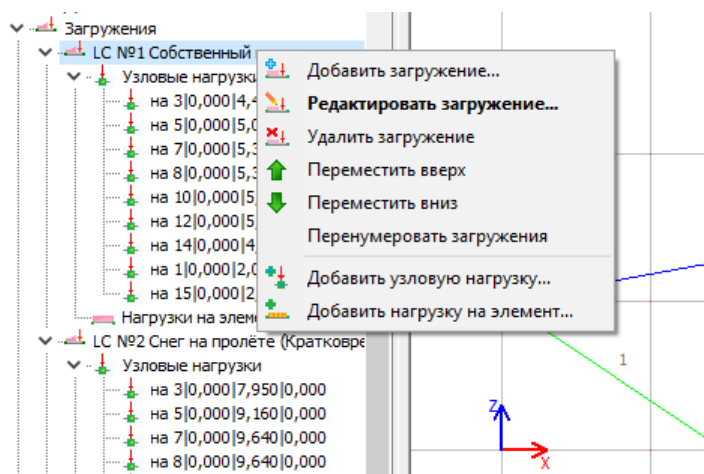 Загружения
LC №1 Собственный
Узловые нагрузки
на 3|0,000|4,4
на 5|0,000|5,0
на 7|0,000|5,3
на 8|0,000|5,3
на 10|0,000|5,
на 12|0,000|5,
на 14|0,000|4,
на 1|0,000|2,0
на 15|0,000|2,
Нагрузки на элеме
LC №2 Снег на пролёте (Кратковре
Узловые нагрузки
на 3|0,000|7,950|0,000
на 5|0,000|9,160|0,000
на 7|0,000|9,640|0,000
на 8|0,000|9,640|0,000
Добавить загружение...
Редактировать загружение...
Удалить загружение
Переместить вверх
Переместить вниз
Перенумеровать загружения
Добавить узловую нагрузку...
Добавить нагрузку на элемент...
1
Z
X